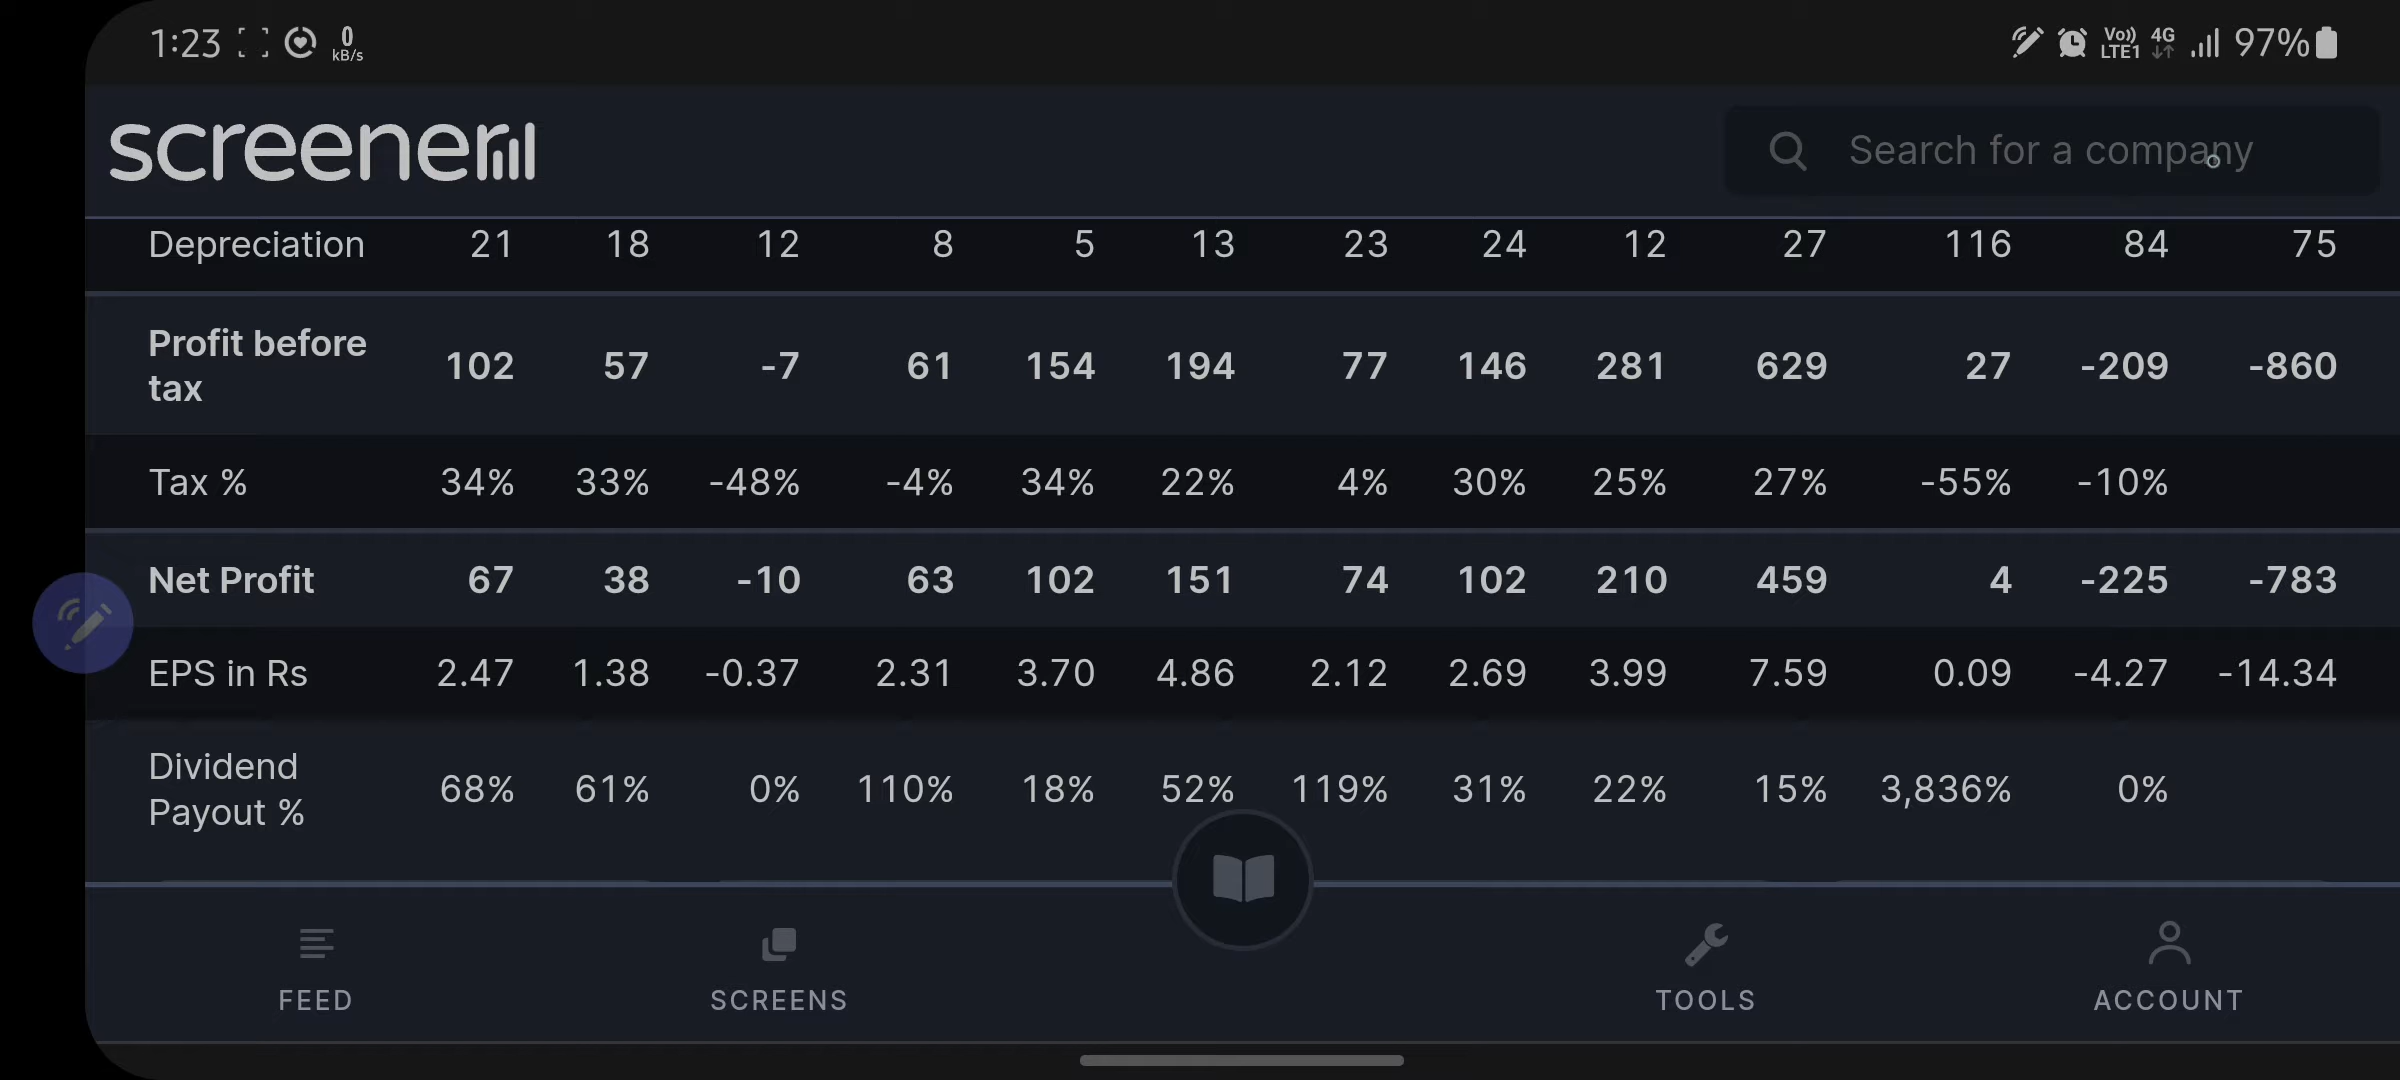 1:23 0 kB/s Vo)) LTE1 4G 97%
screener Search for a company
Depreciation 21 18 12 8 5 13 23 24 12 27 116 84 75
Profit before tax 102 57 -7 61 154 194 77 146 281 629 27 -209 -860
Tax % 34% 33% -48% -4% 34% 22% 4% 30% 25% 27% -55% -10%
Net Profit 67 38 -10 63 102 151 74 102 210 459 4 -225 -783
EPS in Rs 2.47 1.38 -0.37 2.31 3.70 4.86 2.12 2.69 3.99 7.59 0.09 -4.27 -14.34
Dividend Payout % 68% 61% 0% 110% 18% 52% 119% 31% 22% 15% 3,836% 0%
FEED SCREENS TOOLS ACCOUNT